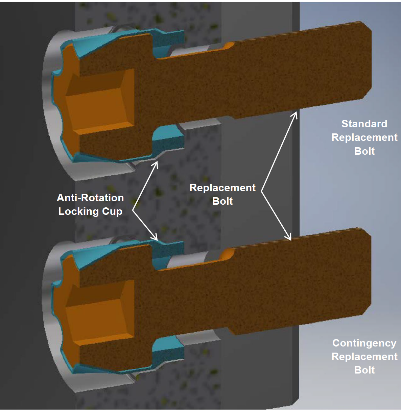 Standard
Replacement
Bolt
Anti-Rotation
Locking Cup
Replacement
Bolt
Contingency
Replacement
Bolt